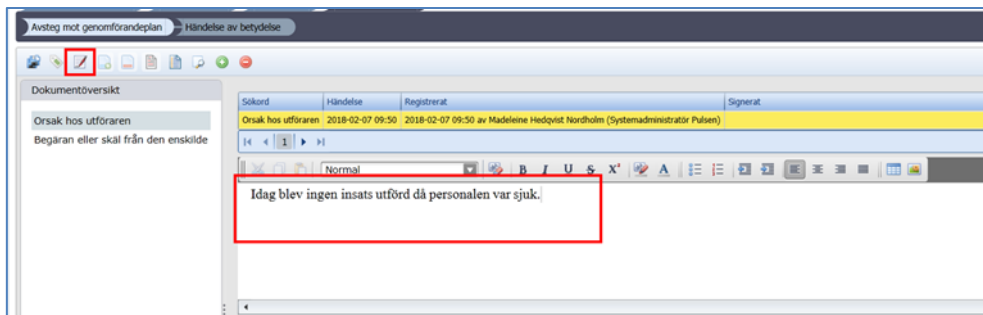 Avsteg mot genomförandeplan Händelse av betydelse
Dokumentöversikt
Orsak hos utföraren
Begäran eller skäl från den enskilde
Sökord Händelse Registrerat Signerat
Orsak hos utföraren 2018-02-07 09:50 2018-02-07 09:50 av Madeleine Hedqvist Nordholm (Systemadministratör Pulsen)
1
Normal B I U S X A
Idag blev ingen insats utförd då personalen var sjuk.